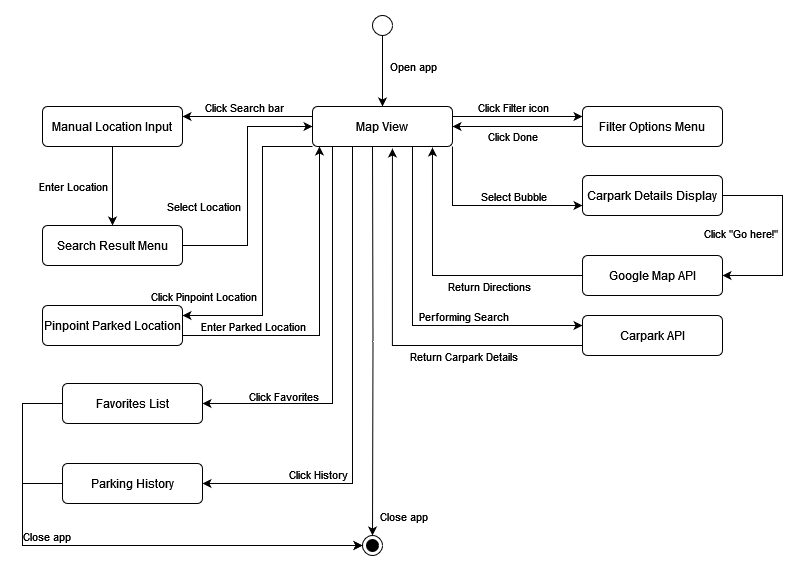 Open app
Click Search bar
Click Filter icon
Manual Location Input
Map View
Filter Options Menu
Click Done
Enter Location
Select Location
Select Bubble
Carpark Details Display
Click "Go here!"
Search Result Menu
Google Map API
Return Directions
Click Pinpoint Location
Pinpoint Parked Location
Enter Parked Location
Performing Search
Carpark API
Return Carpark Details
Favorites List
Click Favorites
Parking History
Click History
Close app
Close app